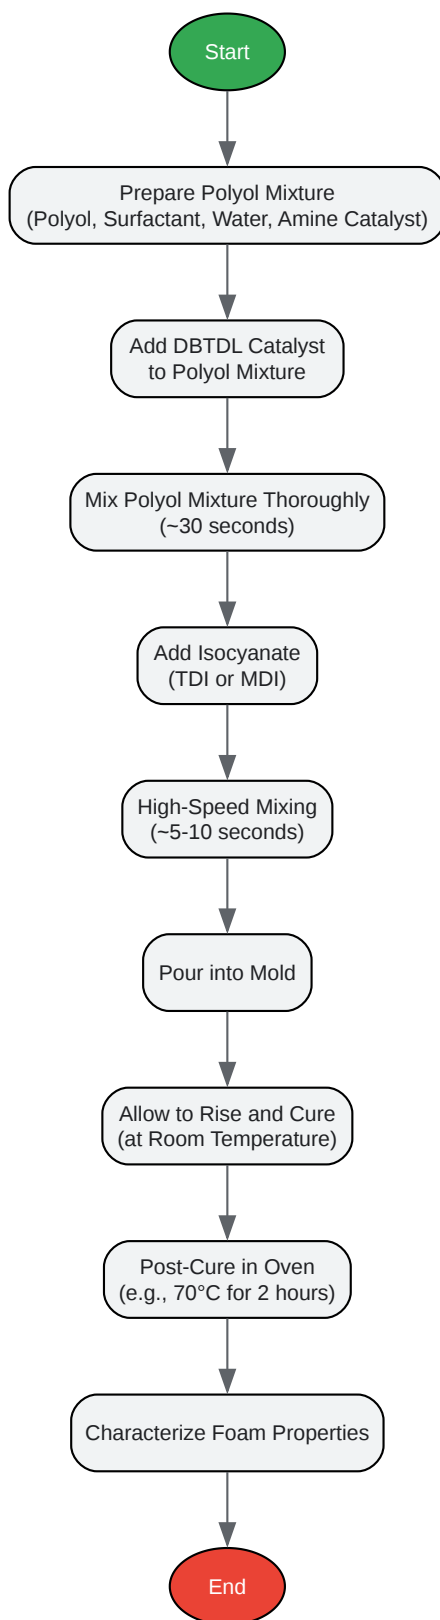 Start
Prepare Polyol Mixture
(Polyol, Surfactant, Water, Amine Catalyst)
Add DBTDL Catalyst
to Polyol Mixture
Mix Polyol Mixture Thoroughly
(~30 seconds)
Add Isocyanate
(TDI or MDI)
High-Speed Mixing
(~5-10 seconds)
Pour into Mold
Allow to Rise and Cure
(at Room Temperature)
Post-Cure in Oven
(e.g., 70°C for 2 hours)
Characterize Foam Properties
End